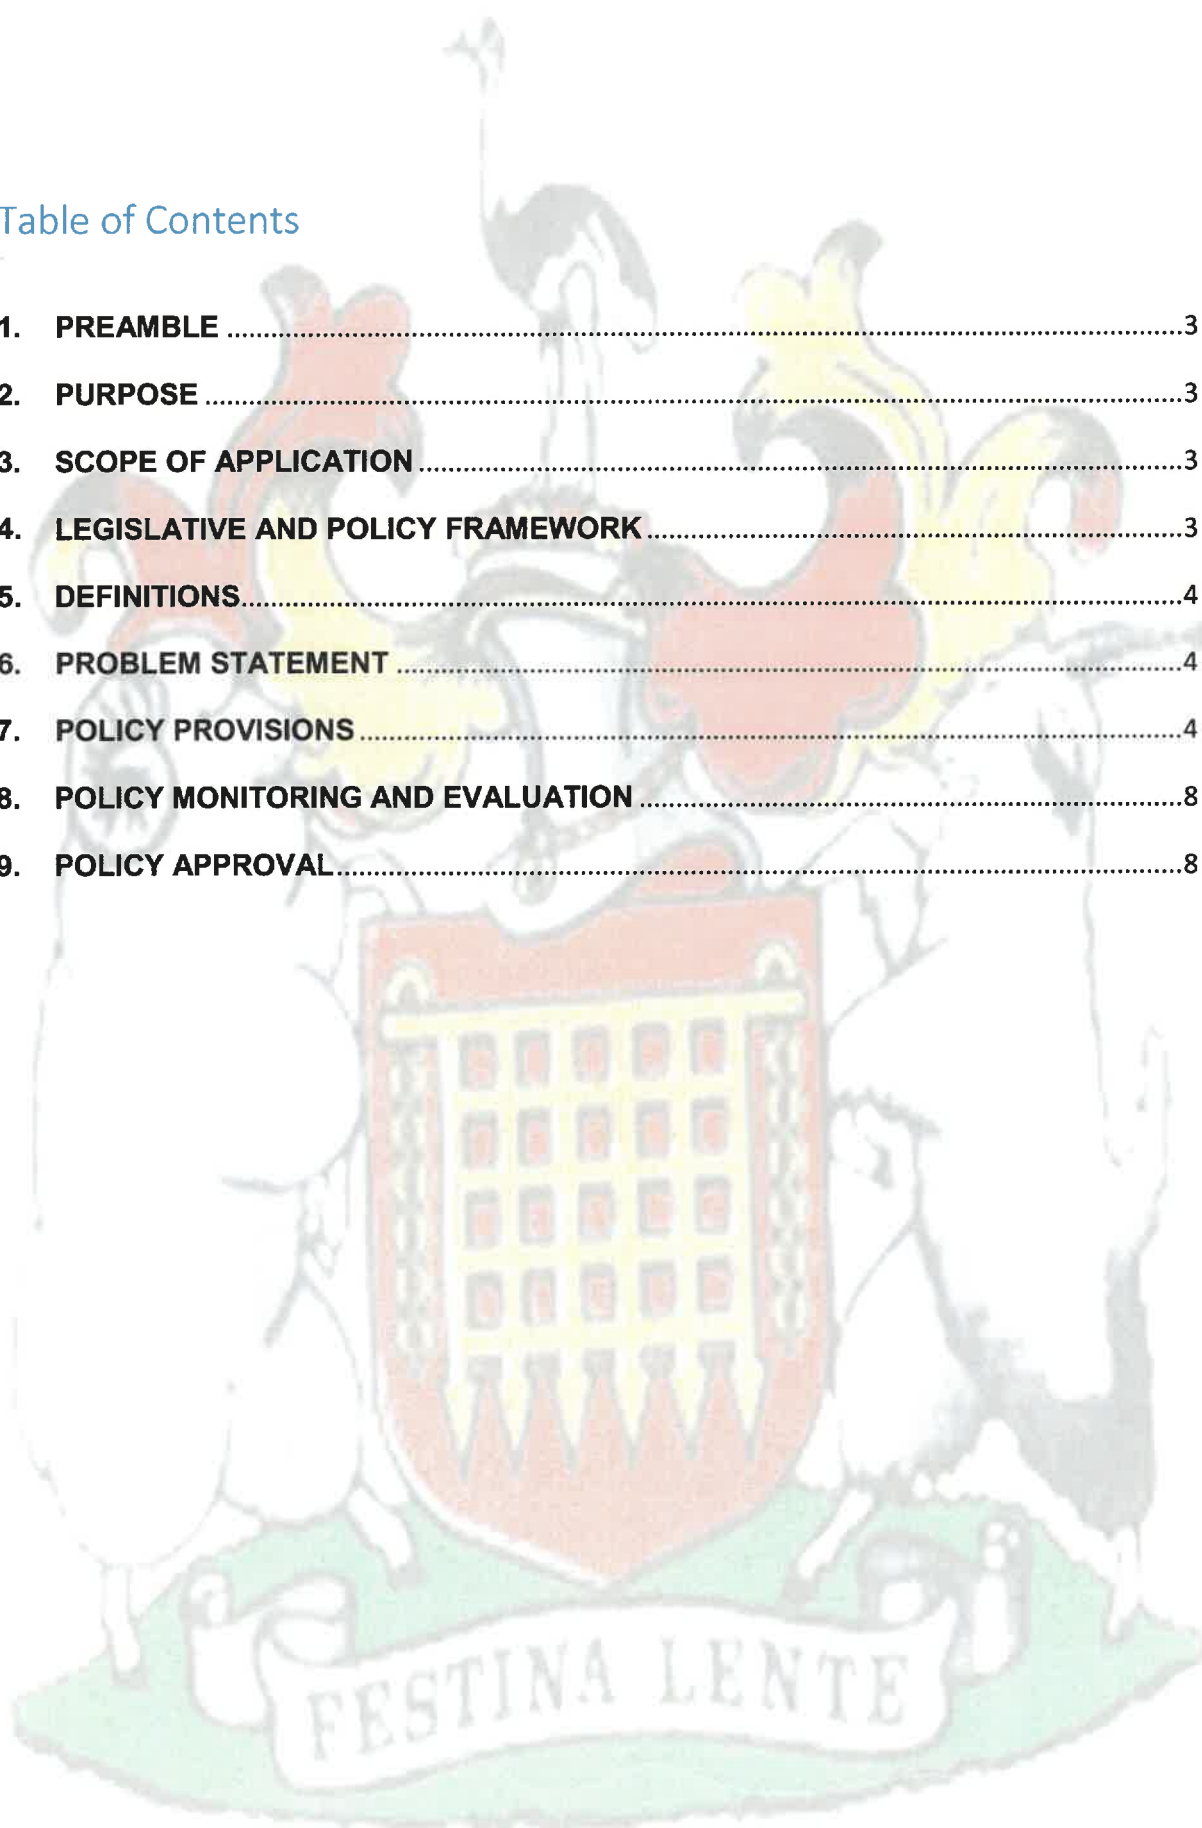 Table of Contents
1. PREAMBLE ........................................................................................................3
2. PURPOSE ........................................................................................................3
3. SCOPE OF APPLICATION ........................................................................................................3
4. LEGISLATIVE AND POLICY FRAMEWORK ........................................................................................................3
5. DEFINITIONS........................................................................................................4
6. PROBLEM STATEMENT ........................................................................................................4
7. POLICY PROVISIONS ........................................................................................................4
8. POLICY MONITORING AND EVALUATION ........................................................................................................8
9. POLICY APPROVAL........................................................................................................8
FESTINA LENTE